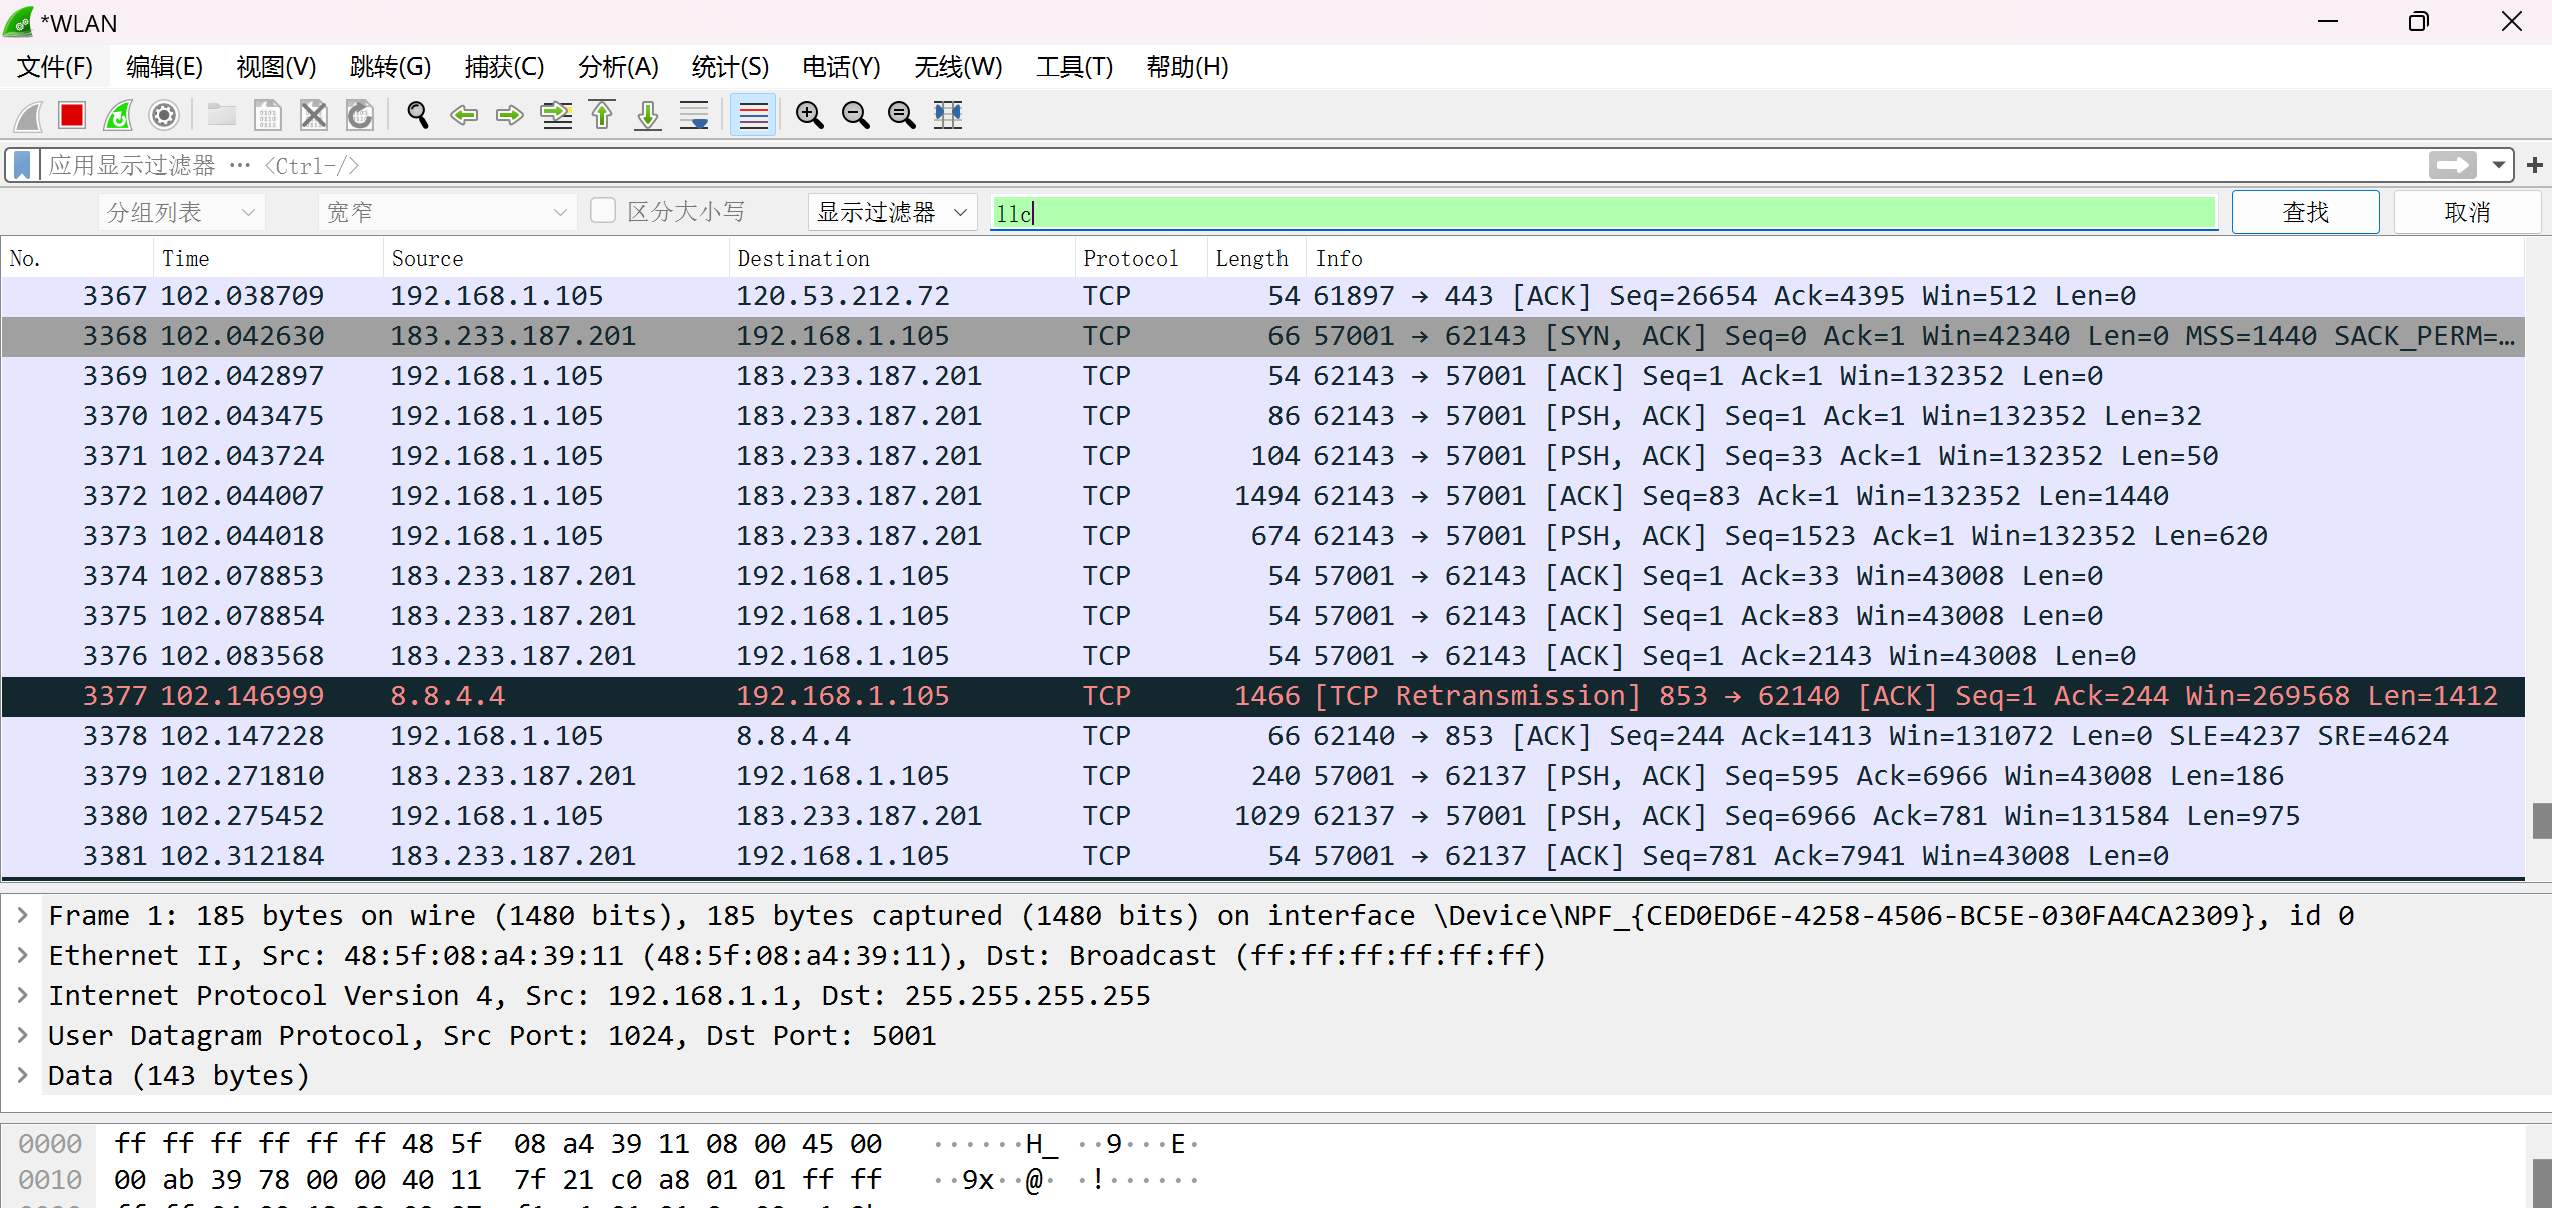 *WLAN
文件(F) 编辑(E) 视图(V) 跳转(G) 捕获(C) 分析(A) 统计(S) 电话(Y) 无线(W) 工具(T) 帮助(H)
应用显示过滤器 … <Ctrl-/>
分组列表 宽窄 区分大小写 显示过滤器 llc 查找 取消
No. Time Source Destination Protocol Length Info
3367 102.038709 192.168.1.105 120.53.212.72 TCP 54 61897 → 443 [ACK] Seq=26654 Ack=4395 Win=512 Len=0
3368 102.042630 183.233.187.201 192.168.1.105 TCP 66 57001 → 62143 [SYN, ACK] Seq=0 Ack=1 Win=42340 Len=0 MSS=1440 SACK_PERM=…
3369 102.042897 192.168.1.105 183.233.187.201 TCP 54 62143 → 57001 [ACK] Seq=1 Ack=1 Win=132352 Len=0
3370 102.043475 192.168.1.105 183.233.187.201 TCP 86 62143 → 57001 [PSH, ACK] Seq=1 Ack=1 Win=132352 Len=32
3371 102.043724 192.168.1.105 183.233.187.201 TCP 104 62143 → 57001 [PSH, ACK] Seq=33 Ack=1 Win=132352 Len=50
3372 102.044007 192.168.1.105 183.233.187.201 TCP 1494 62143 → 57001 [ACK] Seq=83 Ack=1 Win=132352 Len=1440
3373 102.044018 192.168.1.105 183.233.187.201 TCP 674 62143 → 57001 [PSH, ACK] Seq=1523 Ack=1 Win=132352 Len=620
3374 102.078853 183.233.187.201 192.168.1.105 TCP 54 57001 → 62143 [ACK] Seq=1 Ack=33 Win=43008 Len=0
3375 102.078854 183.233.187.201 192.168.1.105 TCP 54 57001 → 62143 [ACK] Seq=1 Ack=83 Win=43008 Len=0
3376 102.083568 183.233.187.201 192.168.1.105 TCP 54 57001 → 62143 [ACK] Seq=1 Ack=2143 Win=43008 Len=0
3377 102.146999 8.8.4.4 192.168.1.105 TCP 1466 [TCP Retransmission] 853 → 62140 [ACK] Seq=1 Ack=244 Win=269568 Len=1412
3378 102.147228 192.168.1.105 8.8.4.4 TCP 66 62140 → 853 [ACK] Seq=244 Ack=1413 Win=131072 Len=0 SLE=4237 SRE=4624
3379 102.271810 183.233.187.201 192.168.1.105 TCP 240 57001 → 62137 [PSH, ACK] Seq=595 Ack=6966 Win=43008 Len=186
3380 102.275452 192.168.1.105 183.233.187.201 TCP 1029 62137 → 57001 [PSH, ACK] Seq=6966 Ack=781 Win=131584 Len=975
3381 102.312184 183.233.187.201 192.168.1.105 TCP 54 57001 → 62137 [ACK] Seq=781 Ack=7941 Win=43008 Len=0
Frame 1: 185 bytes on wire (1480 bits), 185 bytes captured (1480 bits) on interface \Device\NPF_{CED0ED6E-4258-4506-BC5E-030FA4CA2309}, id 0
Ethernet II, Src: 48:5f:08:a4:39:11 (48:5f:08:a4:39:11), Dst: Broadcast (ff:ff:ff:ff:ff:ff)
Internet Protocol Version 4, Src: 192.168.1.1, Dst: 255.255.255.255
User Datagram Protocol, Src Port: 1024, Dst Port: 5001
Data (143 bytes)
0000 ff ff ff ff ff ff 48 5f 08 a4 39 11 08 00 45 00 ······H_ ··9···E·
0010 00 ab 39 78 00 00 40 11 7f 21 c0 a8 01 01 ff ff ··9x··@· ·!······